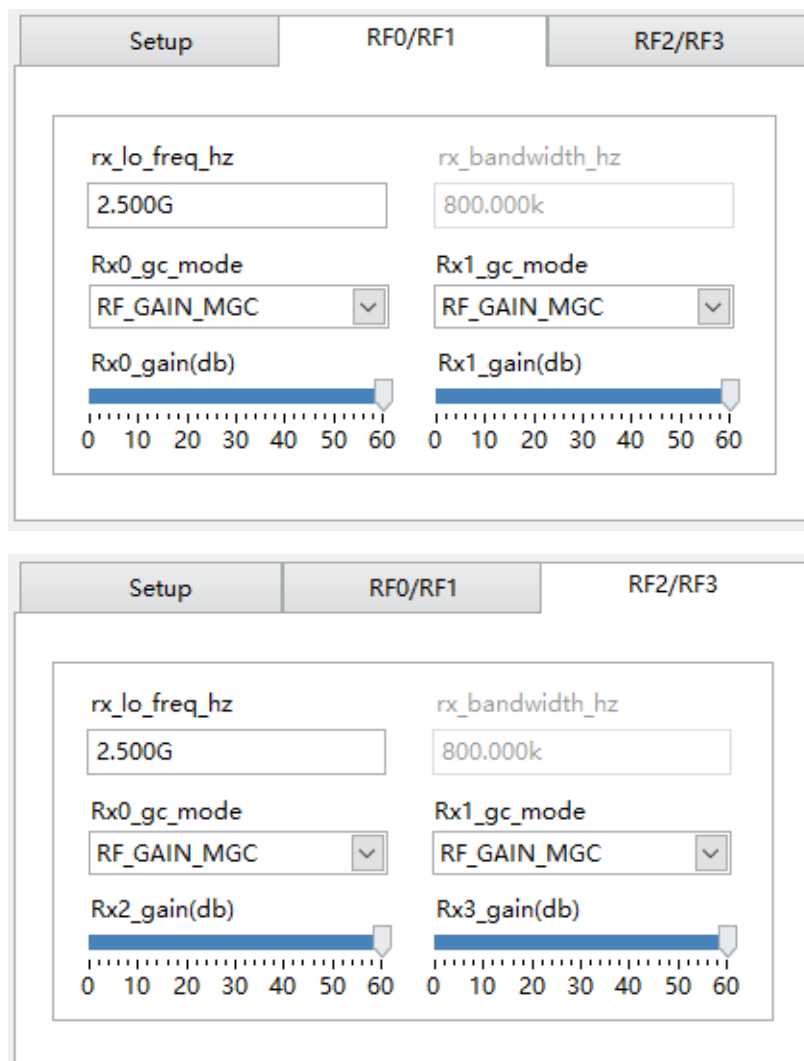 Setup RF0/RF1 RF2/RF3
rx_lo_freq_hz rx_bandwidth_hz
2.500G 800.000k
Rx0_gc_mode Rx1_gc_mode
RF_GAIN_MGC RF_GAIN_MGC
Rx0_gain(db) Rx1_gain(db)
0 10 20 30 40 50 60 0 10 20 30 40 50 60
Setup RF0/RF1 RF2/RF3
rx_lo_freq_hz rx_bandwidth_hz
2.500G 800.000k
Rx0_gc_mode Rx1_gc_mode
RF_GAIN_MGC RF_GAIN_MGC
Rx2_gain(db) Rx3_gain(db)
0 10 20 30 40 50 60 0 10 20 30 40 50 60